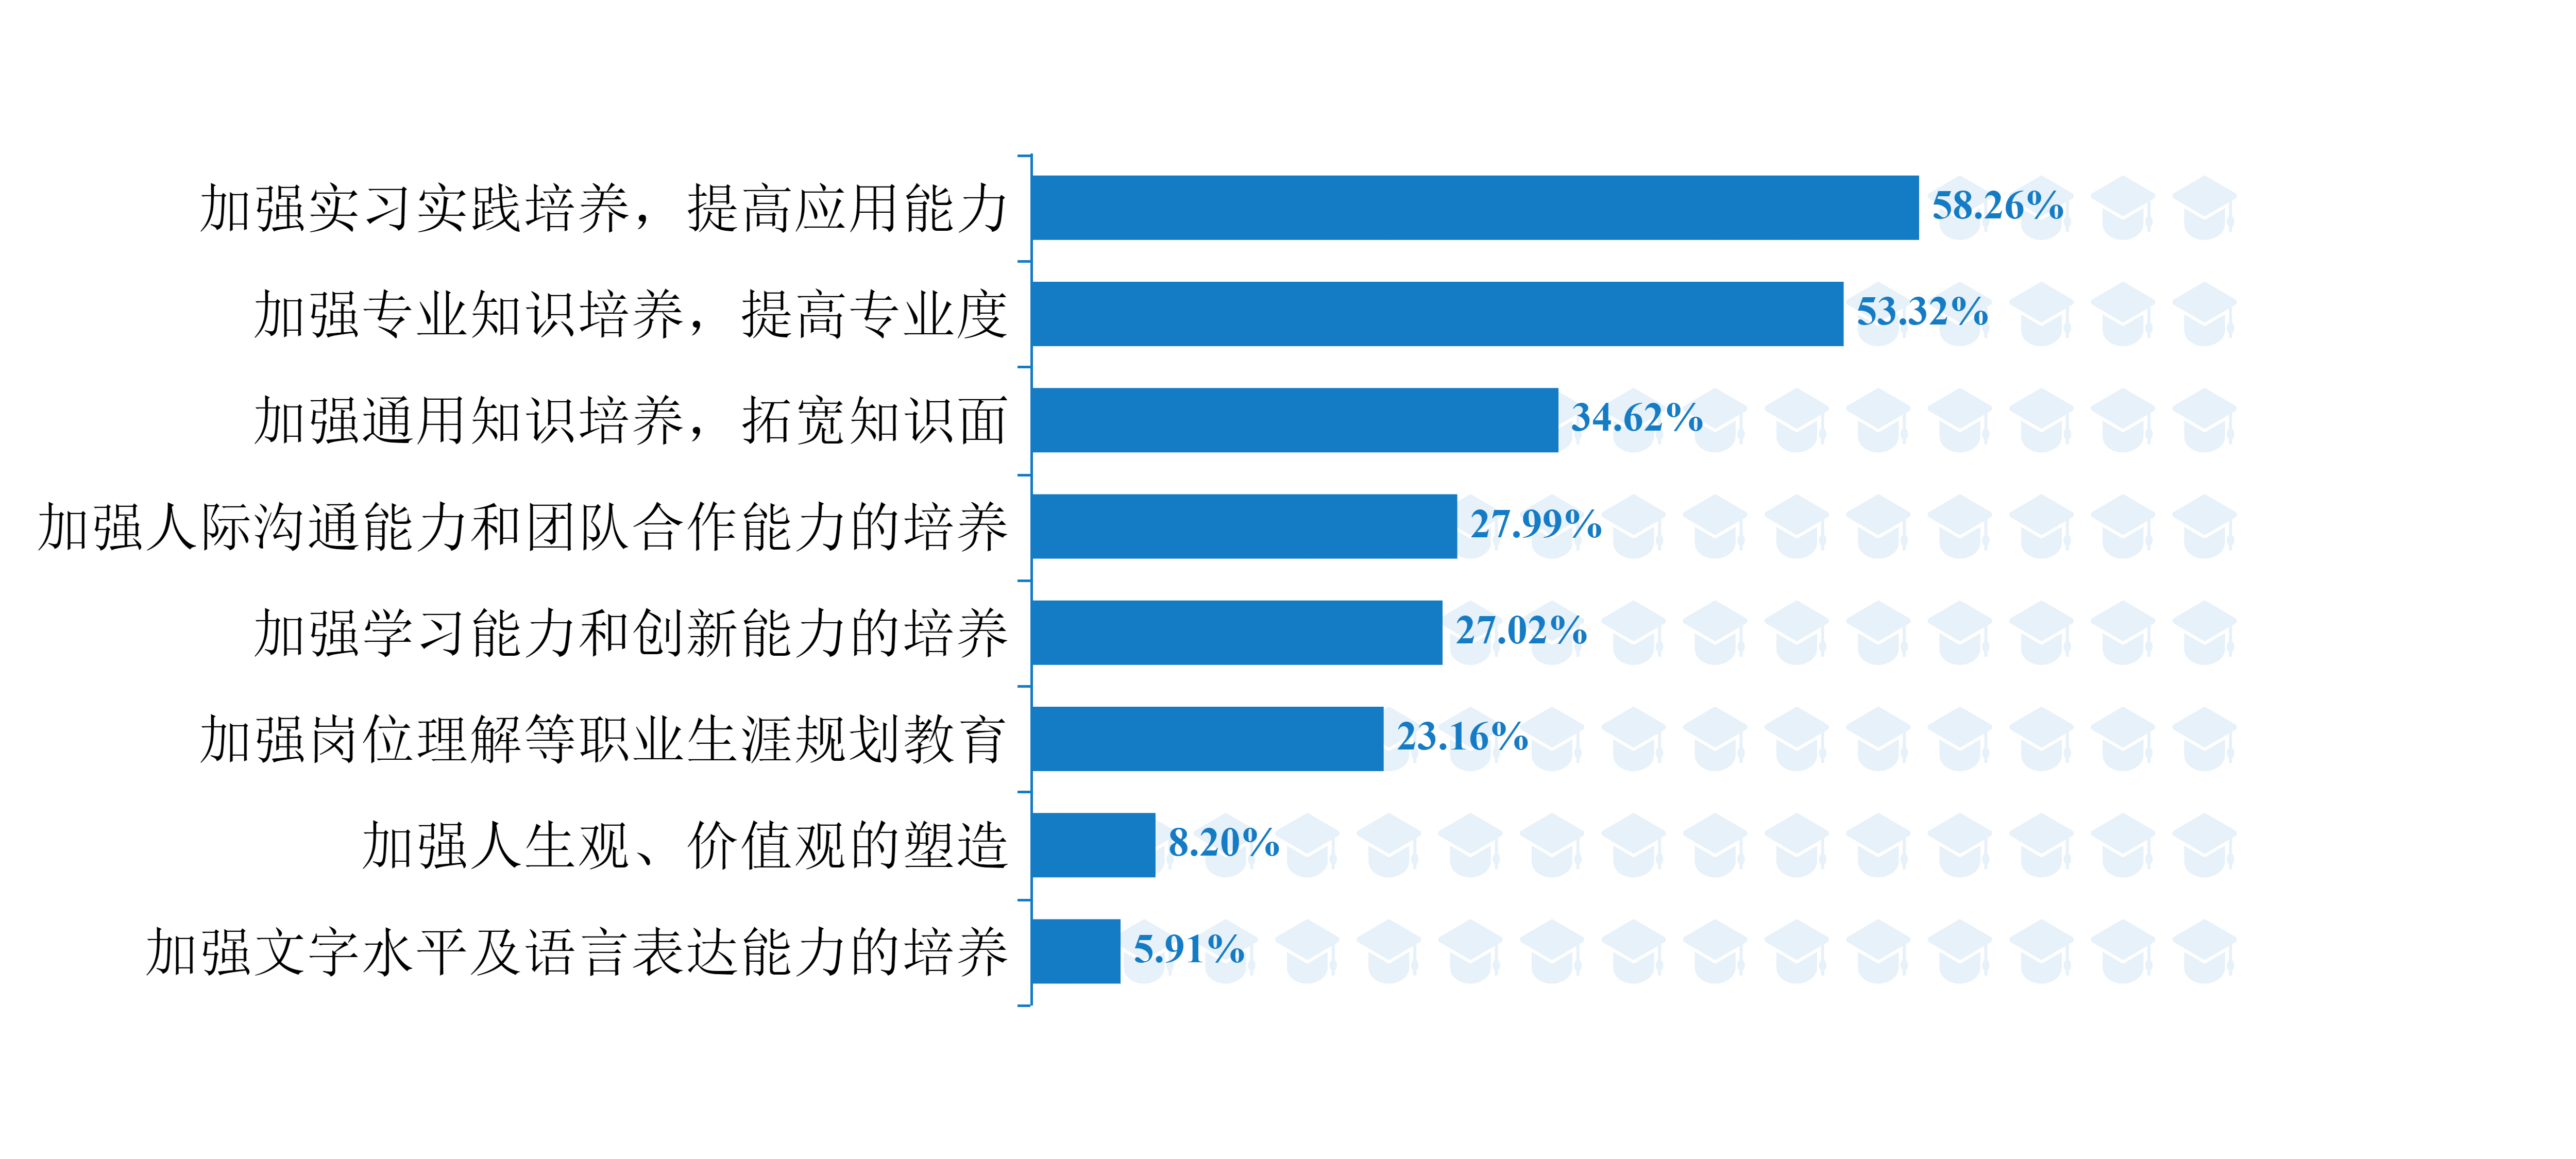 加强实习实践培养，提高应用能力 58.26%
加强专业知识培养，提高专业度 53.32%
加强通用知识培养，拓宽知识面 34.62%
加强人际沟通能力和团队合作能力的培养 27.99%
加强学习能力和创新能力的培养 27.02%
加强岗位理解等职业生涯规划教育 23.16%
加强人生观、价值观的塑造 8.20%
加强文字水平及语言表达能力的培养 5.91%